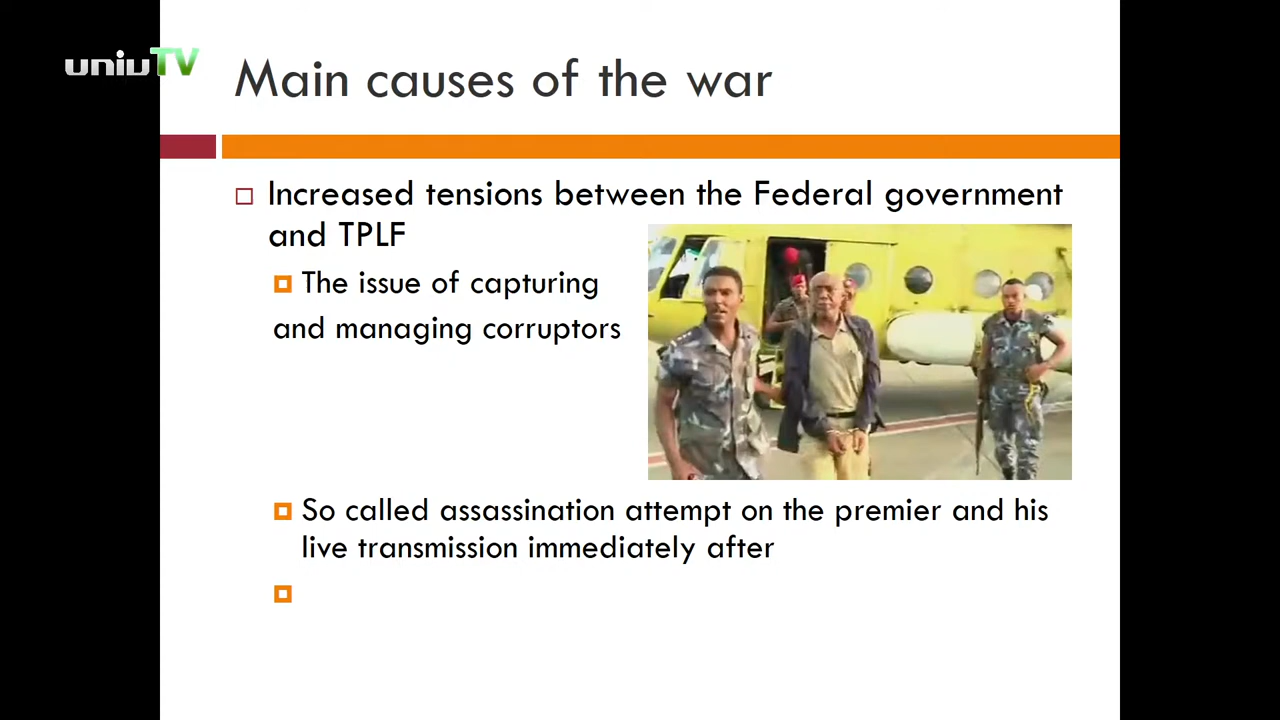 uniuTV
Main causes of the war
Increased tensions between the Federal government
and TPLF
The issue of capturing
and managing corruptors
So called assassination attempt on the premier and his
live transmission immediately after